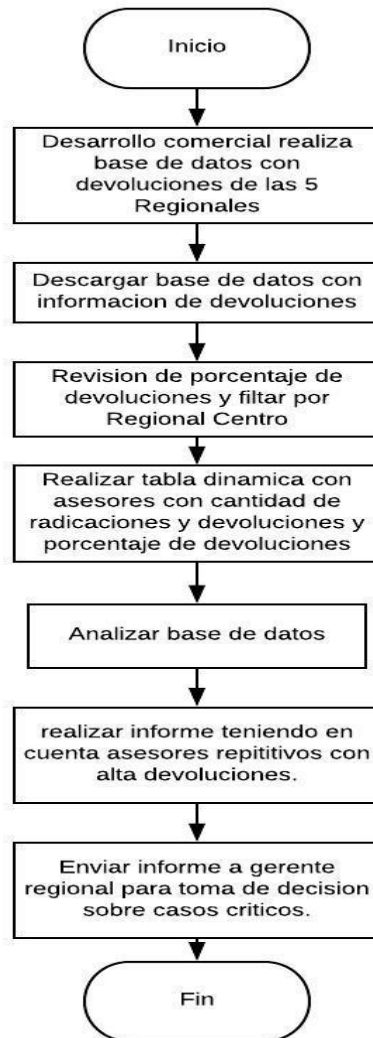 Inicio
Desarrollo comercial realiza
base de datos con
devoluciones de las 5
Regionales
Descargar base de datos con
informacion de devoluciones
Revision de porcentaje de
devoluciones y filtar por
Regional Centro
Realizar tabla dinamica con
asesores con cantidad de
radicaciones y devoluciones y
porcentaje de devoluciones
Analizar base de datos
realizar informe teniendo en
cuenta asesores repititivos con
alta devoluciones.
Enviar informe a gerente
regional para toma de decision
sobre casos criticos.
Fin